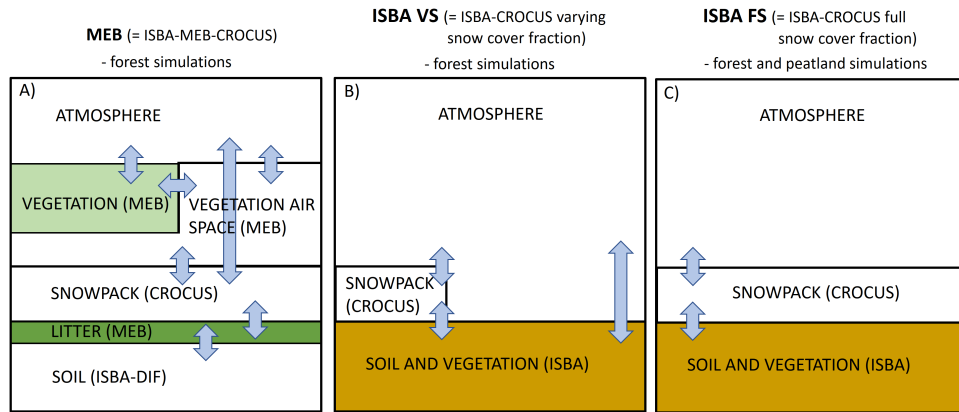 MEB (= ISBA-MEB-CROCUS)
- forest simulations
ISBA VS (= ISBA-CROCUS varying
snow cover fraction)
- forest simulations
ISBA FS (= ISBA-CROCUS full
snow cover fraction)
- forest and peatland simulations
A)
ATMOSPHERE
VEGETATION (MEB)
VEGETATION AIR
SPACE (MEB)
SNOWPACK (CROCUS)
LITTER (MEB)
SOIL (ISBA-DIF)
B)
ATMOSPHERE
SNOWPACK
(CROCUS)
SOIL AND VEGETATION (ISBA)
C)
ATMOSPHERE
SNOWPACK (CROCUS)
SOIL AND VEGETATION (ISBA)